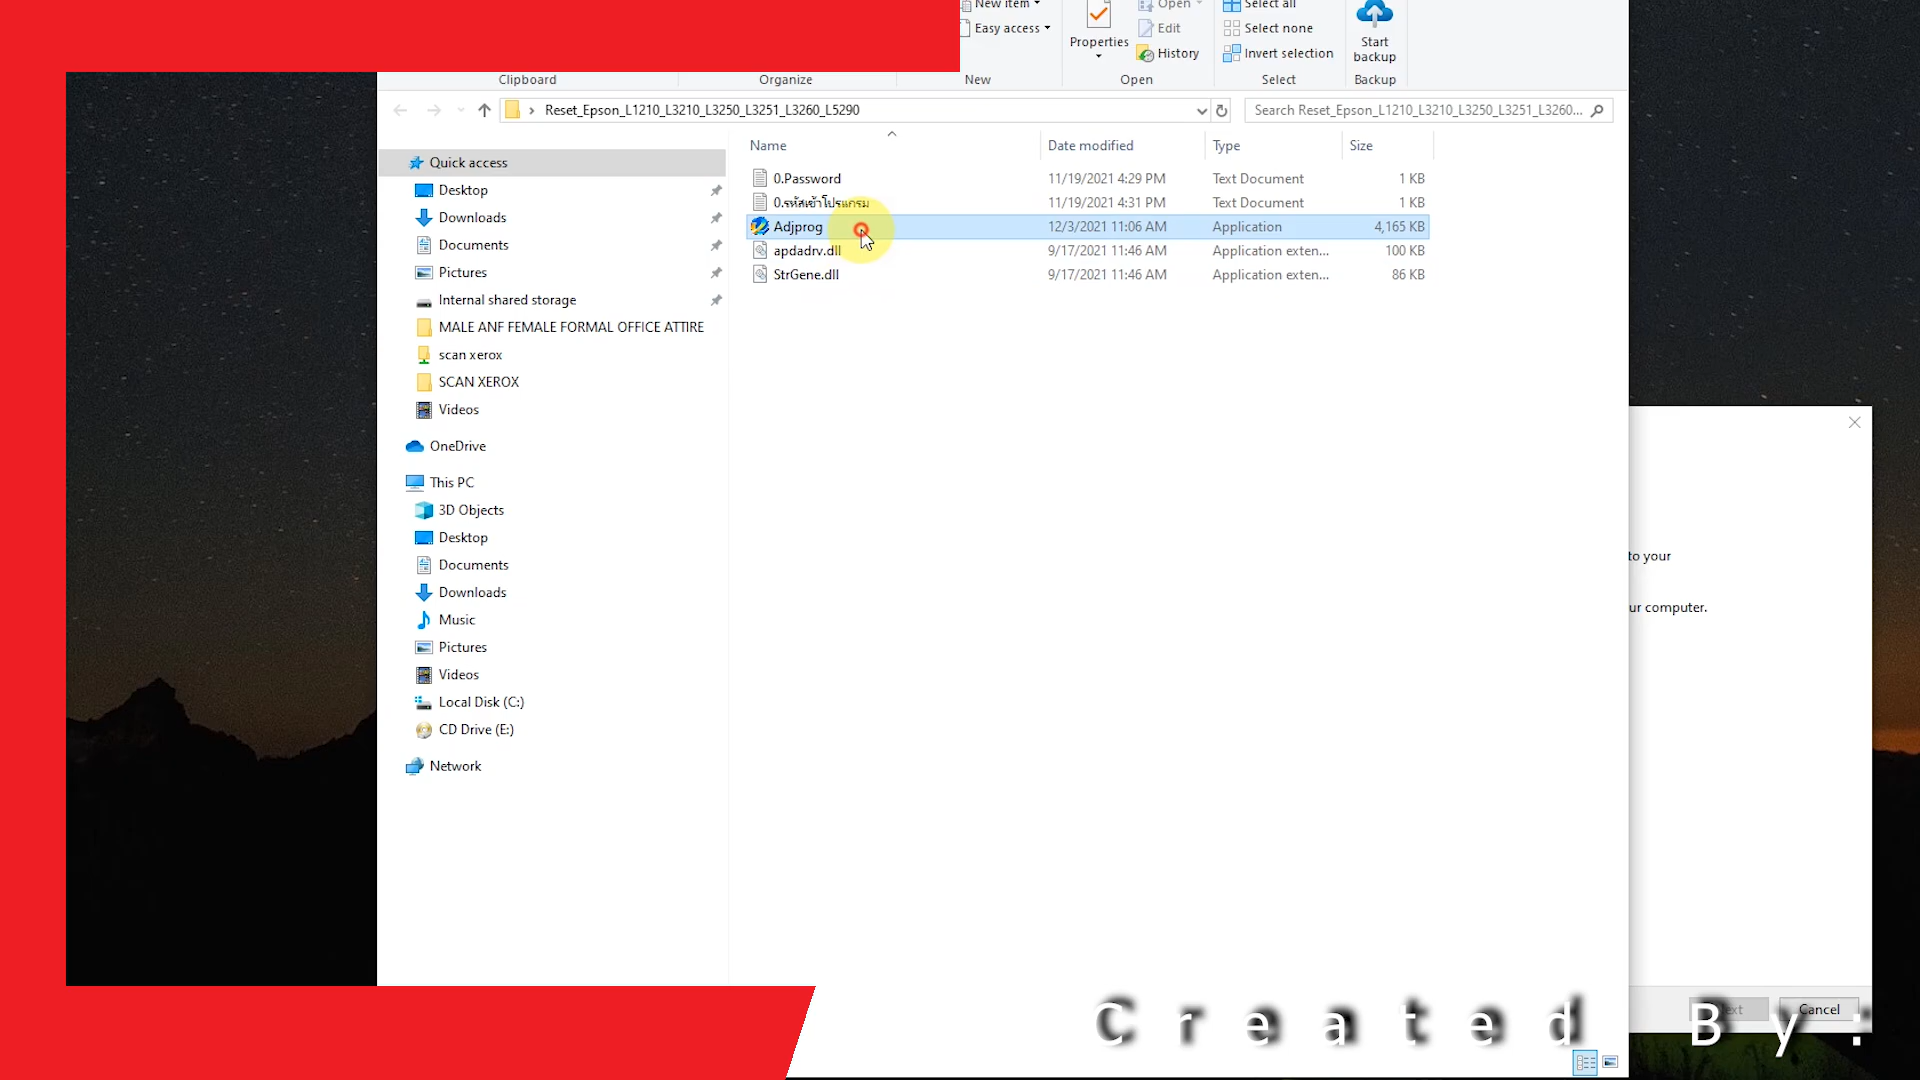 New item
Open
Select all
Easy access
Properties
Edit
Select none
Start backup
History
Invert selection
Clipboard
Organize
New
Open
Select
Backup
Reset_Epson_L1210_L3210_L3250_L3251_L3260_L5290
Search Reset_Epson_L1210_L3210_L3250_L3251_L3260...
Name
Date modified
Type
Size
Quick access
Desktop
Downloads
Documents
Pictures
Internal shared storage
MALE ANF FEMALE FORMAL OFFICE ATTIRE
scan xerox
SCAN XEROX
Videos
OneDrive
This PC
3D Objects
Desktop
Documents
Downloads
Music
Pictures
Videos
Local Disk (C:)
CD Drive (E:)
Network
0.Password 11/19/2021 4:29 PM Text Document 1 KB
0.รหัสเข้าโปรแกรม 11/19/2021 4:31 PM Text Document 1 KB
Adjprog 12/3/2021 11:06 AM Application 4,165 KB
apdadrv.dll 9/17/2021 11:46 AM Application exten... 100 KB
StrGene.dll 9/17/2021 11:46 AM Application exten... 86 KB
to your
computer.
Cancel
Created By: